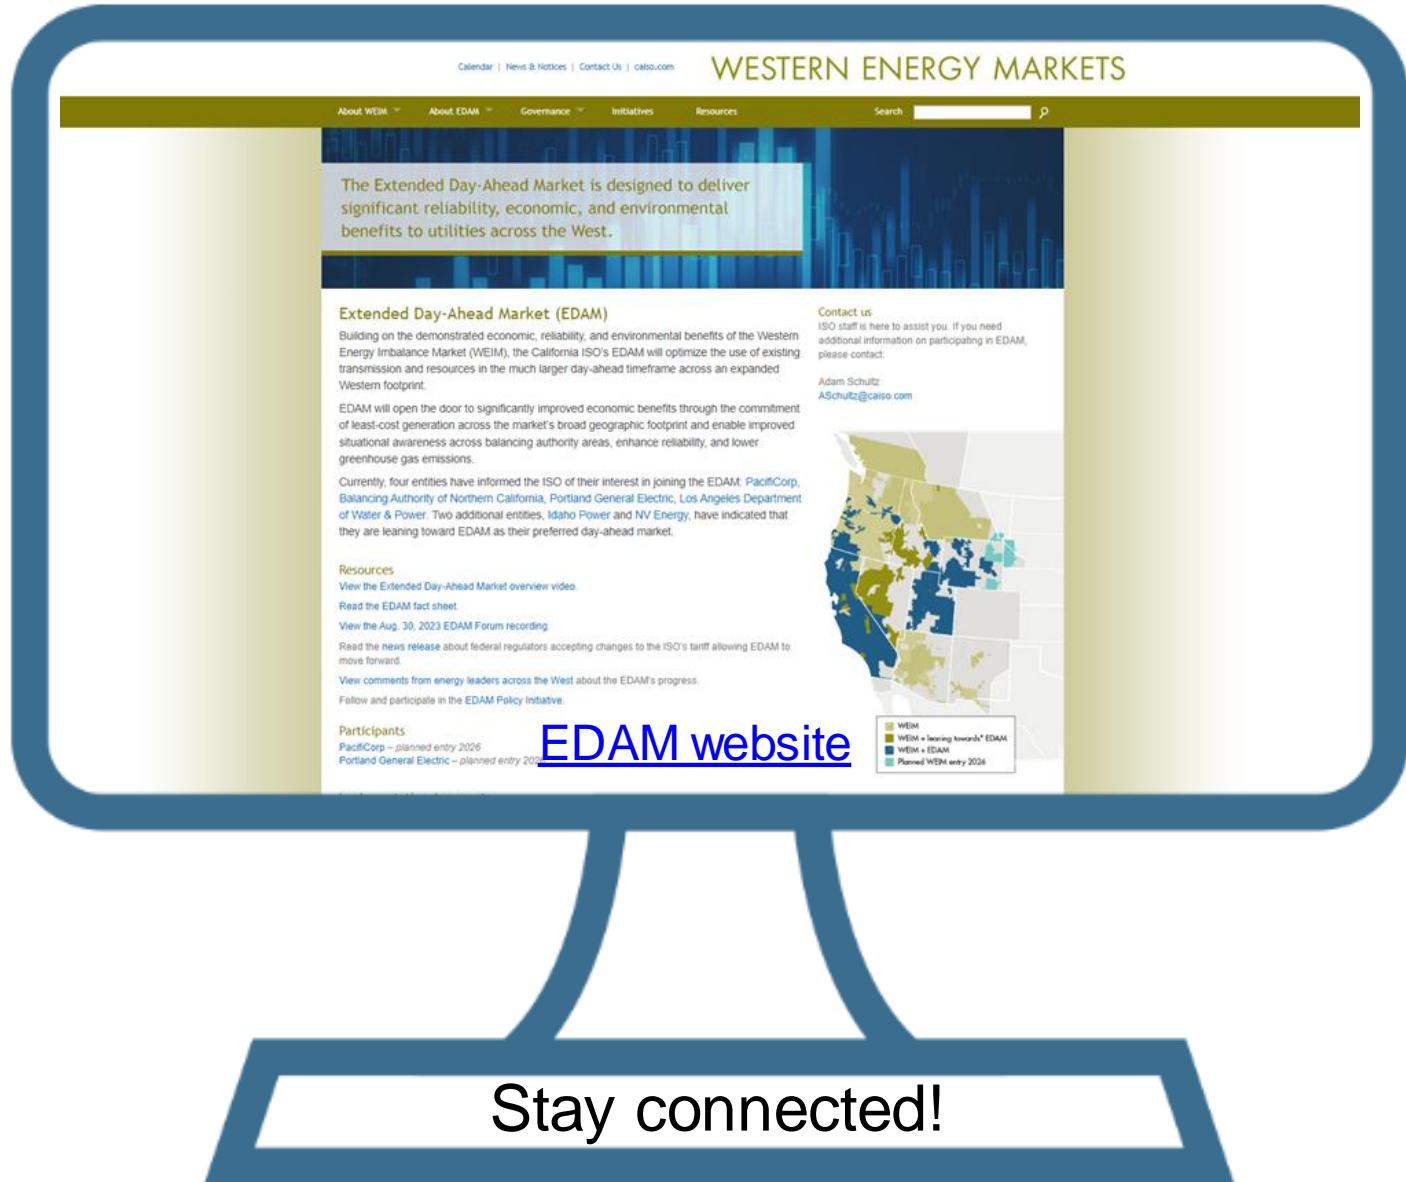 Calendar | News & Notices | Contact Us | caiso.com
WESTERN ENERGY MARKETS
About WEIM
About EDAM
Governance
Initiatives
Resources
Search
The Extended Day-Ahead Market is designed to deliver
significant reliability, economic, and environmental
benefits to utilities across the West.
Extended Day-Ahead Market (EDAM)
Building on the demonstrated economic, reliability, and environmental benefits of the Western
Energy Imbalance Market (WEIM), the California ISO's EDAM will optimize the use of existing
transmission and resources in the much larger day-ahead timeframe across an expanded
Western footprint.
EDAM will open the door to significantly improved economic benefits through the commitment
of least-cost generation across the market's broad geographic footprint and enable improved
situational awareness across balancing authority areas, enhance reliability, and lower
greenhouse gas emissions.
Currently, four entities have informed the ISO of their interest in joining the EDAM: PacifiCorp,
Balancing Authority of Northern California, Portland General Electric, Los Angeles Department
of Water & Power. Two additional entities, Idaho Power and NV Energy, have indicated that
they are leaning toward EDAM as their preferred day-ahead market.
Resources
View the Extended Day-Ahead Market overview video.
Read the EDAM fact sheet.
View the Aug. 30, 2023 EDAM Forum recording.
Read the news release about federal regulators accepting changes to the ISO's tariff allowing EDAM to
move forward.
View comments from energy leaders across the West about the EDAM's progress.
Follow and participate in the EDAM Policy Initiative.
Participants
PacifiCorp – planned entry 2026
Portland General Electric – planned entry 2026
Contact us
ISO staff is here to assist you. If you need
additional information on participating in EDAM,
please contact:
Adam Schultz
ASchultz@caiso.com
WEIM
WEIM + leaning towards* EDAM
WEIM + EDAM
Planned WEIM entry 2026
EDAM website
Stay connected!